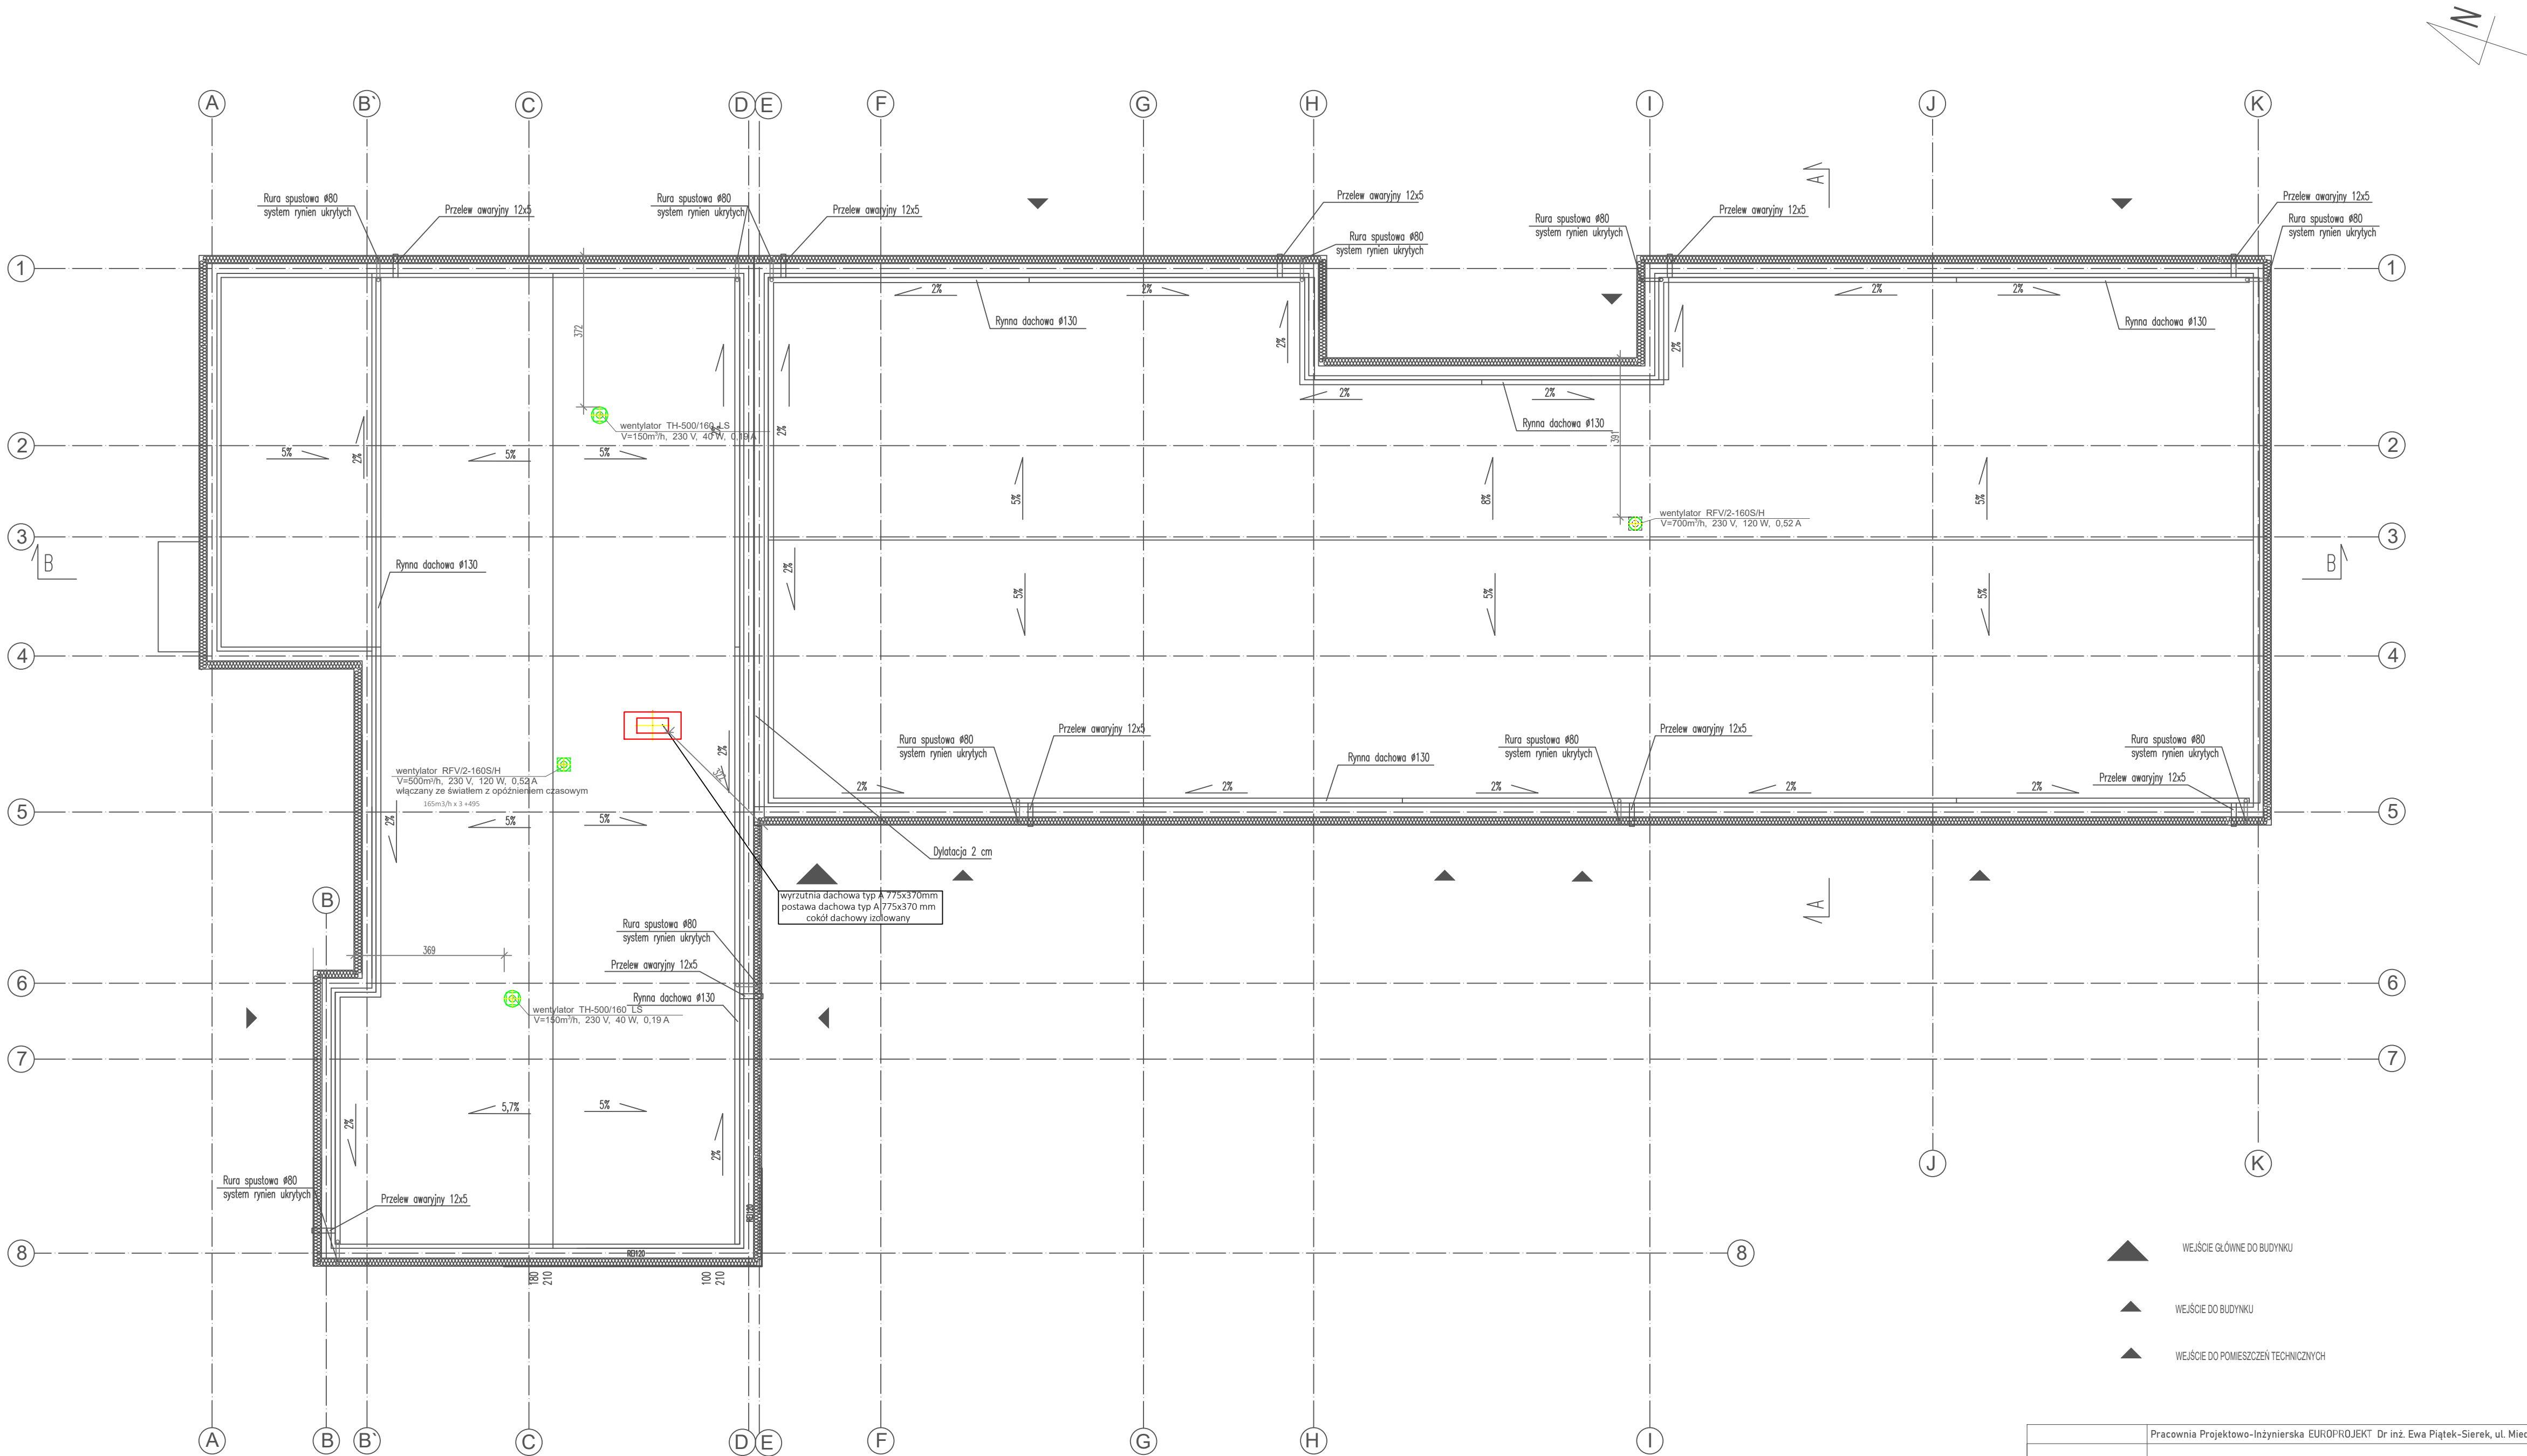 N
A B` C D E F G H I J K
Rura spustowa ø80
system rynien ukrytych
Przelew awaryjny 12x5
Rura spustowa ø80
system rynien ukrytych
Przelew awaryjny 12x5
Przelew awaryjny 12x5
Rura spustowa ø80
system rynien ukrytych
Rura spustowa ø80
system rynien ukrytych
Przelew awaryjny 12x5
A
Przelew awaryjny 12x5
Rura spustowa ø80
system rynien ukrytych
1 1
2% 2% 2% 2%
Rynna dachowa ø130
Rynna dachowa ø130
372
2% 2%
2% 2%
Rynna dachowa ø130
wentylator TH-500/160 LS
V=150m³/h, 230 V, 40 W, 0,19 A
2% 2%
391
2 2
5% 2% 5% 5%
5% 8% 5%
wentylator RFV/2-160S/H
V=700m³/h, 230 V, 120 W, 0,52 A
3 3
B B
Rynna dachowa ø130
2% 5% 5% 5%
4 4
Rura spustowa ø80
system rynien ukrytych
Przelew awaryjny 12x5
Rura spustowa ø80
system rynien ukrytych
Przelew awaryjny 12x5
Rura spustowa ø80
system rynien ukrytych
Przelew awaryjny 12x5
Rynna dachowa ø130
2%
wentylator RFV/2-160S/H
V=500m³/h, 230 V, 120 W, 0,52 A
włączany ze światłem z opóźnieniem czasowym
165m3/h x 3 +495
2% 2% 2% 2% 2%
5 5
2% 5% 5%
Dylatacja 2 cm
wyrzutnia dachowa typ A 775x370mm
postawa dachowa typ A 775x370 mm
cokół dachowy izolowany
A
B
Rura spustowa ø80
system rynien ukrytych
369
Przelew awaryjny 12x5
6 6
Rynna dachowa ø130
wentylator TH-500/160 LS
V=150m³/h, 230 V, 40 W, 0,19 A
7 7
2% 5,7% 5% 2%
J K
Rura spustowa ø80
system rynien ukrytych
Przelew awaryjny 12x5
REI120
8 8
REI120
180
210
100
210
WEJŚCIE GŁÓWNE DO BUDYNKU
WEJŚCIE DO BUDYNKU
WEJŚCIE DO POMIESZCZEŃ TECHNICZNYCH
A B B` C D E F G H I
Pracownia Projektowo-Inżynierska EUROPROJEKT Dr inż. Ewa Piątek-Sierek, ul. Miec